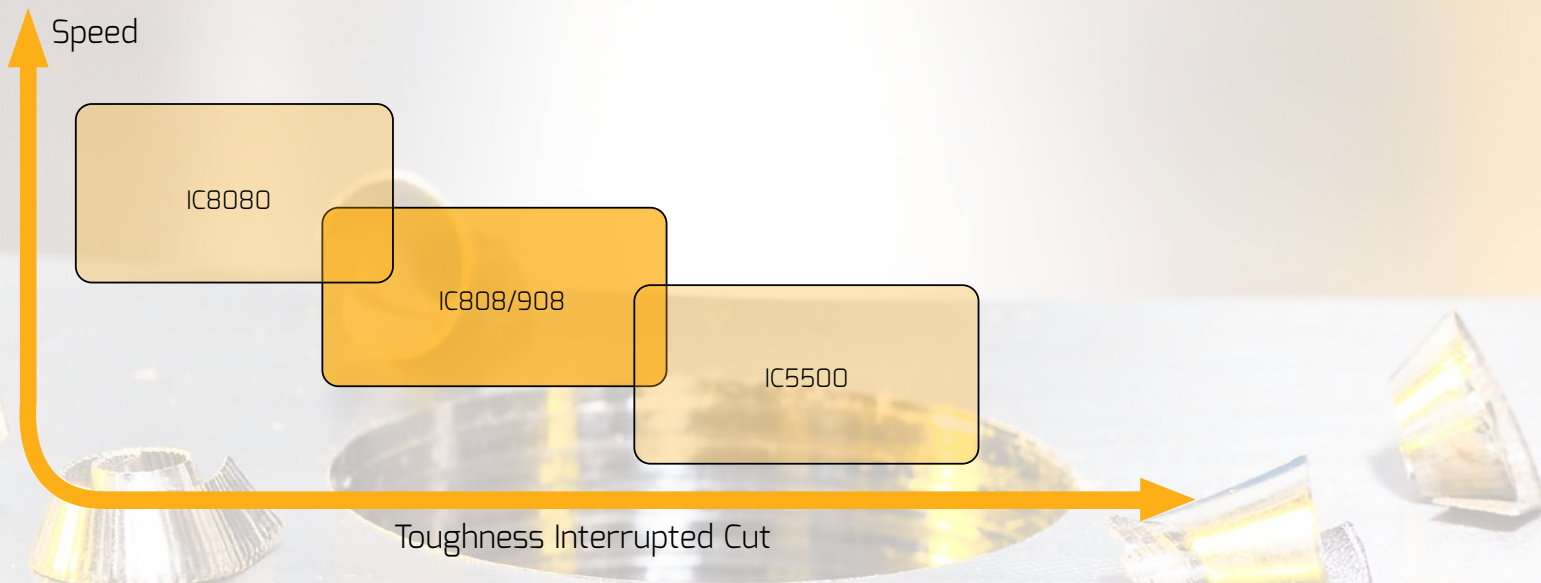 Speed
IC8080
IC808/908
IC5500
Toughness Interrupted Cut